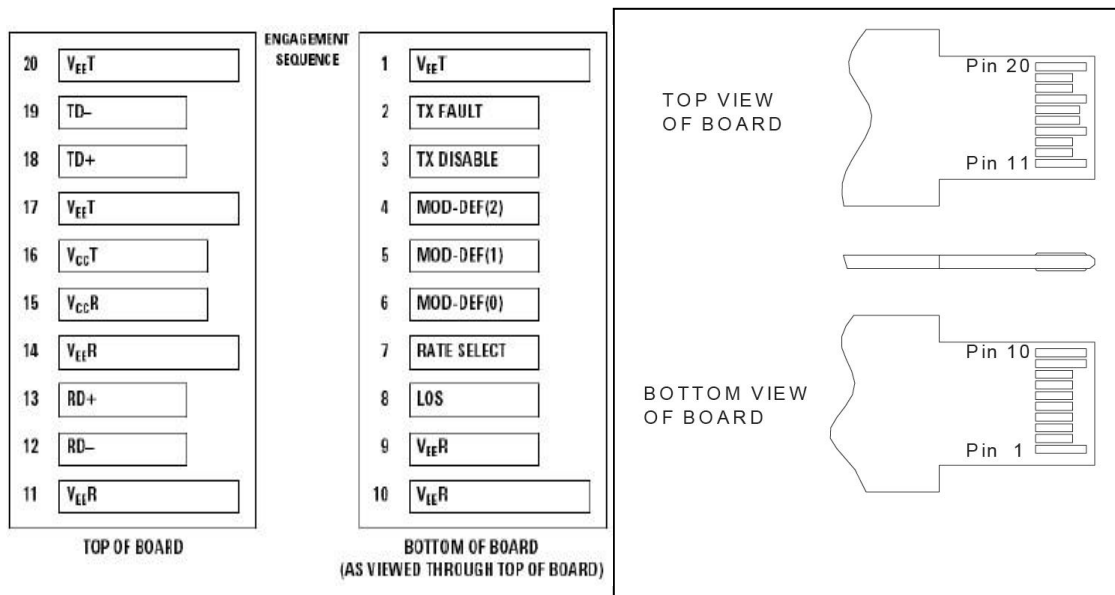 ENGAGEMENT
SEQUENCE
20 VEET
19 TD–
18 TD+
17 VEET
16 VCCT
15 VCCR
14 VEER
13 RD+
12 RD–
11 VEER
TOP OF BOARD
1 VEET
2 TX FAULT
3 TX DISABLE
4 MOD-DEF(2)
5 MOD-DEF(1)
6 MOD-DEF(0)
7 RATE SELECT
8 LOS
9 VEER
10 VEER
BOTTOM OF BOARD
(AS VIEWED THROUGH TOP OF BOARD)
TOP VIEW
OF BOARD
Pin 20
Pin 11
BOTTOM VIEW
OF BOARD
Pin 10
Pin 1